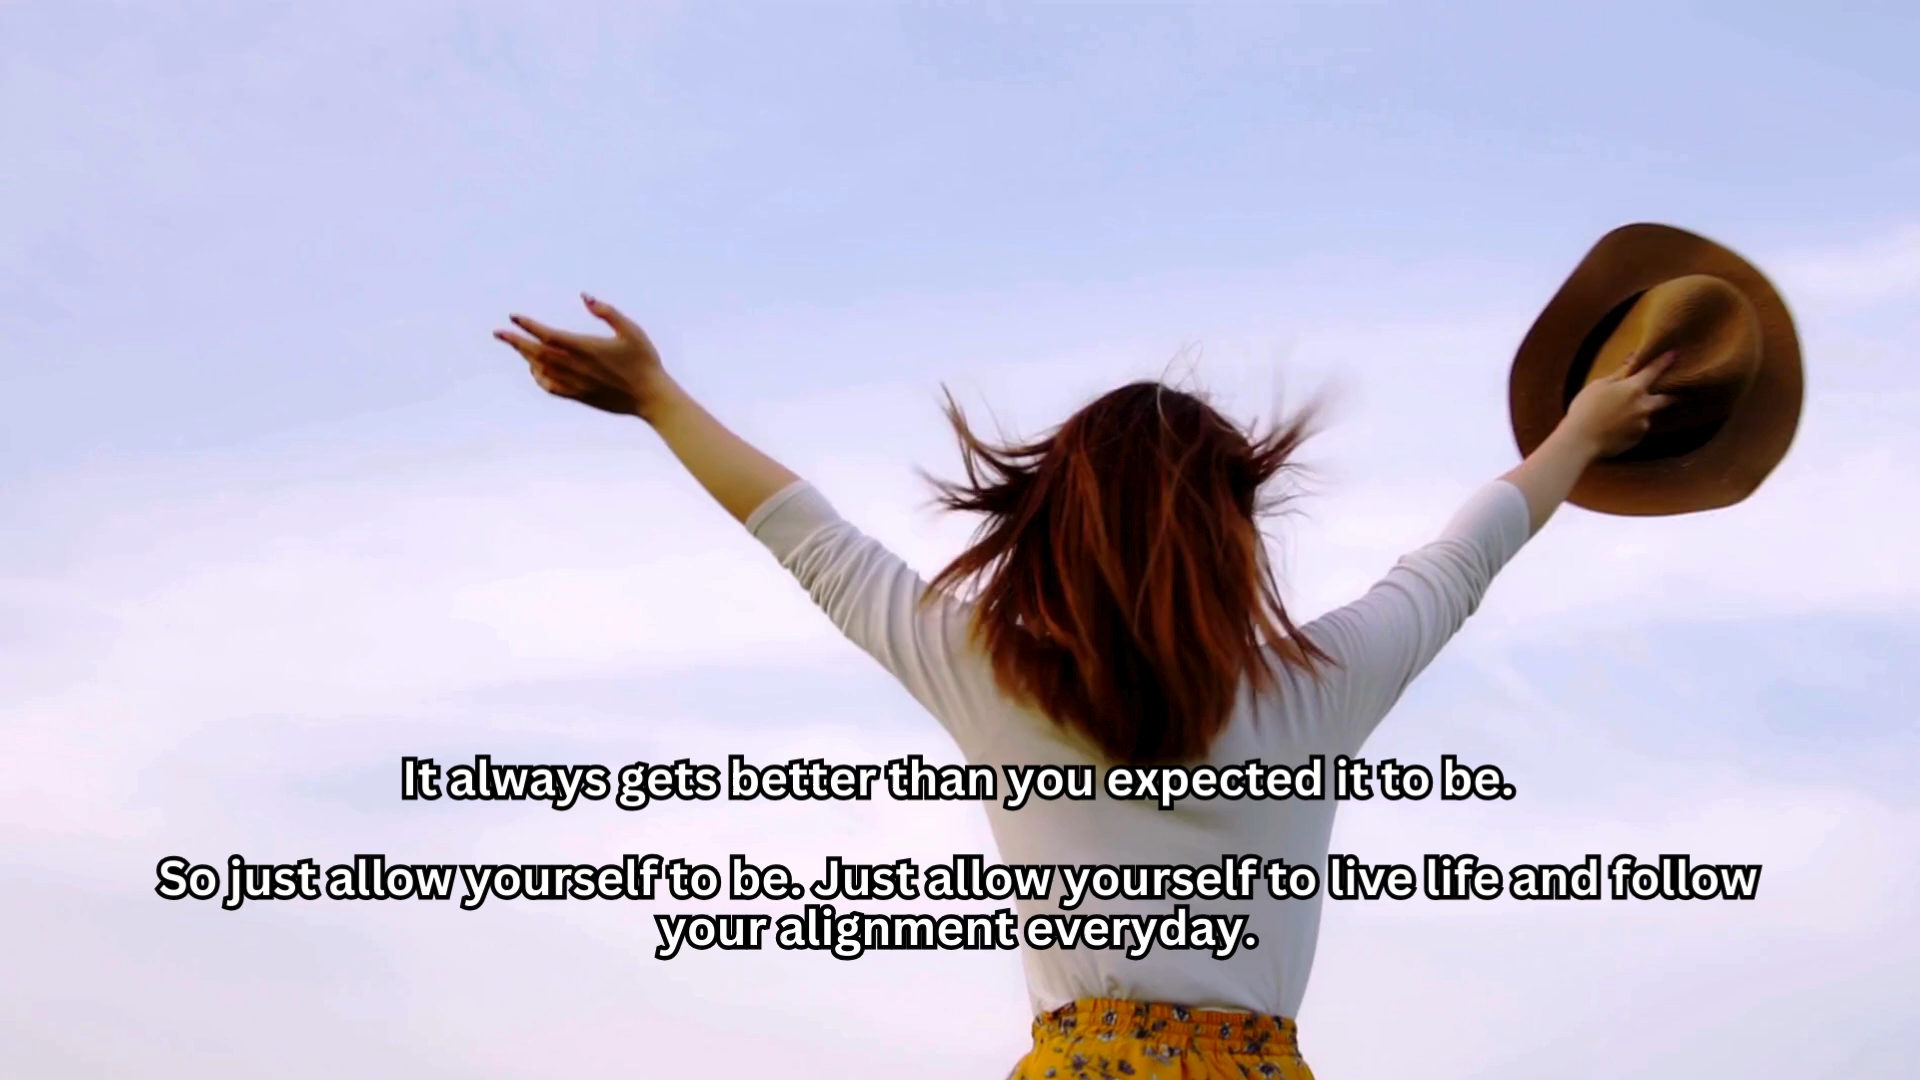 It always gets better than you expected it to be.
So just allow yourself to be. Just allow yourself to live life and follow
your alignment everyday.